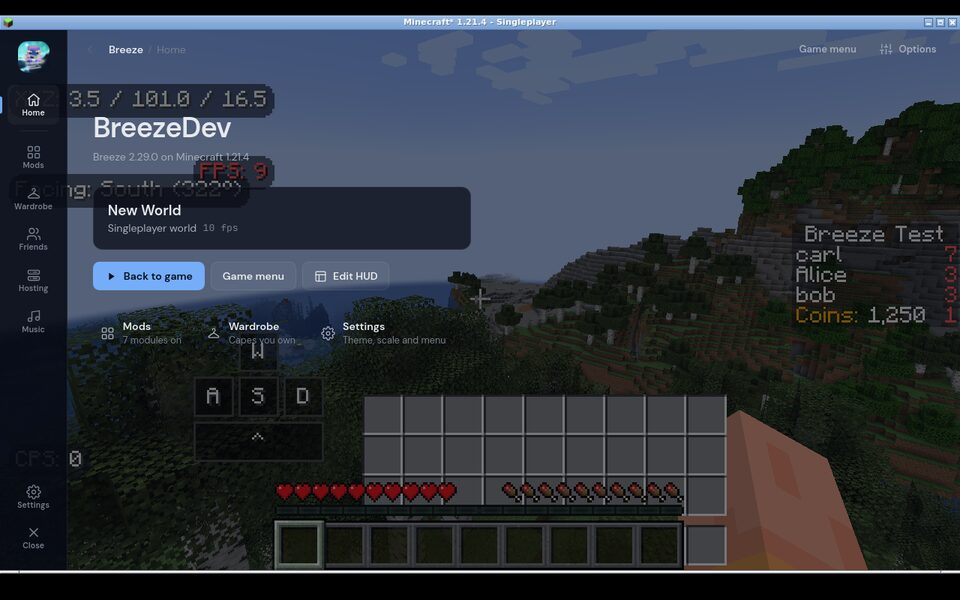 Minecraft* 1.21.4 - Singleplayer
Breeze / Home
Game menu
Options
3.5 / 101.0 / 16.5
Home
BreezeDev
Breeze 2.29.0 on Minecraft 1.21.4
FPS: 9
Mods
Facing: South (322°)
Wardrobe
New World
Singleplayer world 10 fps
Friends
Breeze Test
carl 7
Alice 3
bob 3
Coins: 1,250 1
Hosting
Back to game
Game menu
Edit HUD
Music
Mods
7 modules on
Wardrobe
Capes you own
Settings
Theme, scale and menu
W
A S D
^
CPS: 0
Settings
Close